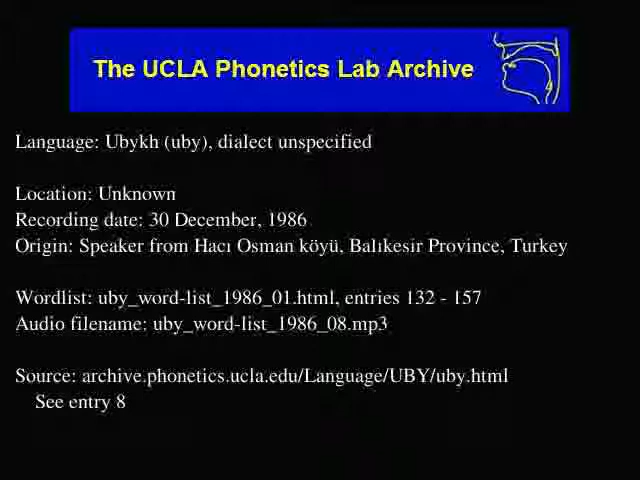 The UCLA Phonetics Lab Archive
Language: Ubykh (uby), dialect unspecified
Location: Unknown
Recording date: 30 December, 1986
Origin: Speaker from Hacı Osman köyü, Balıkesir Province, Turkey
Wordlist: uby_word-list_1986_01.html, entries 132 - 157
Audio filename: uby_word-list_1986_08.mp3
Source: archive.phonetics.ucla.edu/Language/UBY/uby.html
See entry 8